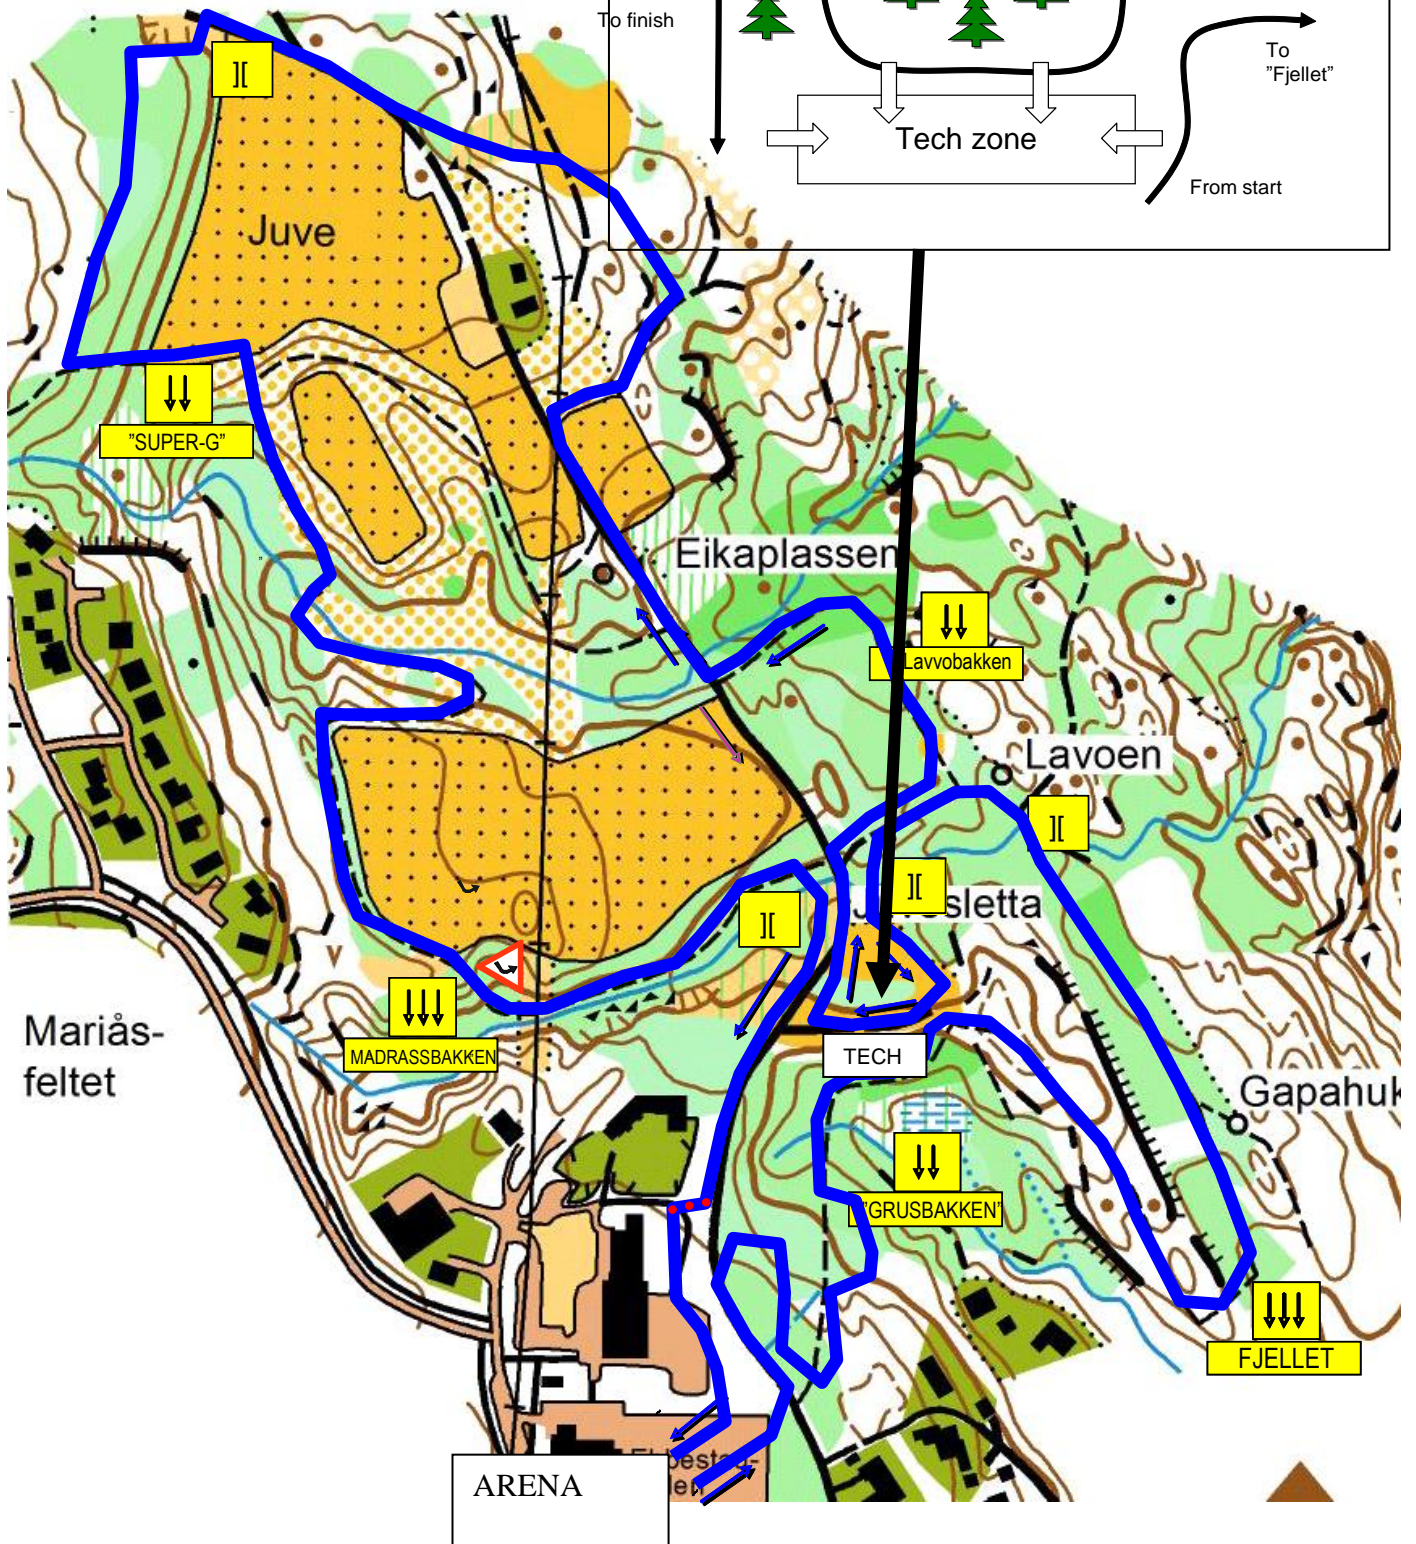 To finish
To
"Fjellet"
Tech zone
From start
][
Juve
"SUPER-G"
Eikaplassen
Lavvobakken
Lavoen
][
][
sletta
][
Mariås-
feltet
MADRASSBAKKEN
TECH
Gapahuk
"GRUSBAKKEN"
FJELLET
ARENA